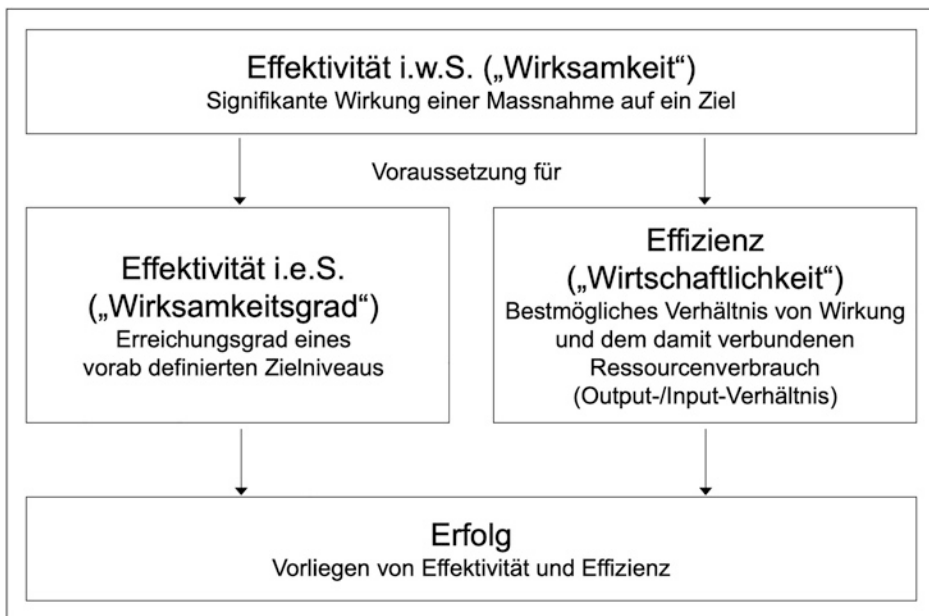 Effektivität i.w.S. („Wirksamkeit“)
Signifikante Wirkung einer Massnahme auf ein Ziel
Voraussetzung für
Effektivität i.e.S.
(„Wirksamkeitsgrad“)
Erreichungsgrad eines
vorab definierten Zielniveaus
Effizienz
(„Wirtschaftlichkeit“)
Bestmögliches Verhältnis von Wirkung
und dem damit verbundenen
Ressourcenverbrauch
(Output-/Input-Verhältnis)
Erfolg
Vorliegen von Effektivität und Effizienz